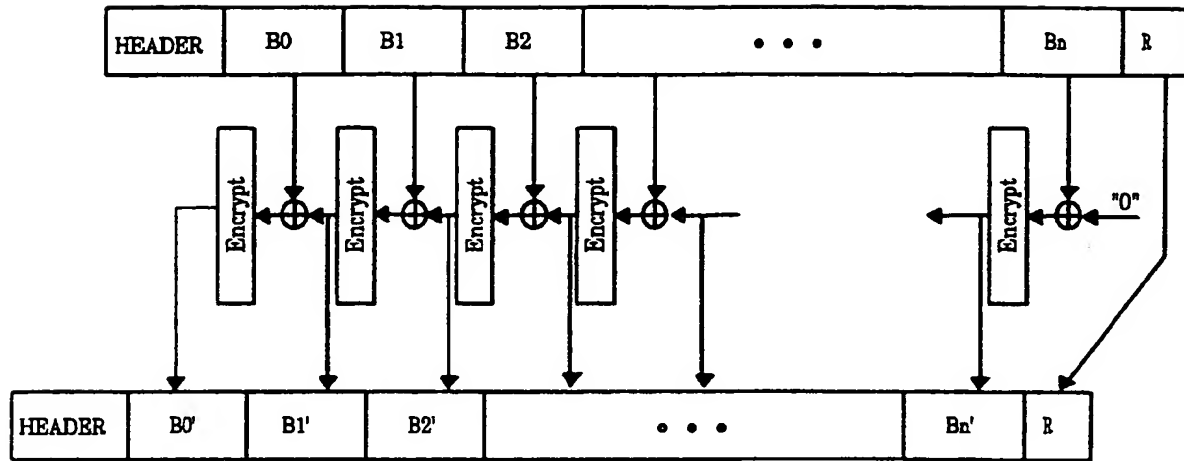 HEADER B0 B1 B2 • • • Bn R
Encrypt Encrypt Encrypt Encrypt Encrypt "0"
HEADER B0' B1' B2' • • • Bn' R